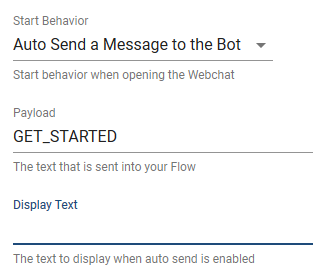 Start Behavior
Auto Send a Message to the Bot
Start behavior when opening the Webchat
Payload
GET_STARTED
The text that is sent into your Flow
Display Text
The text to display when auto send is enabled